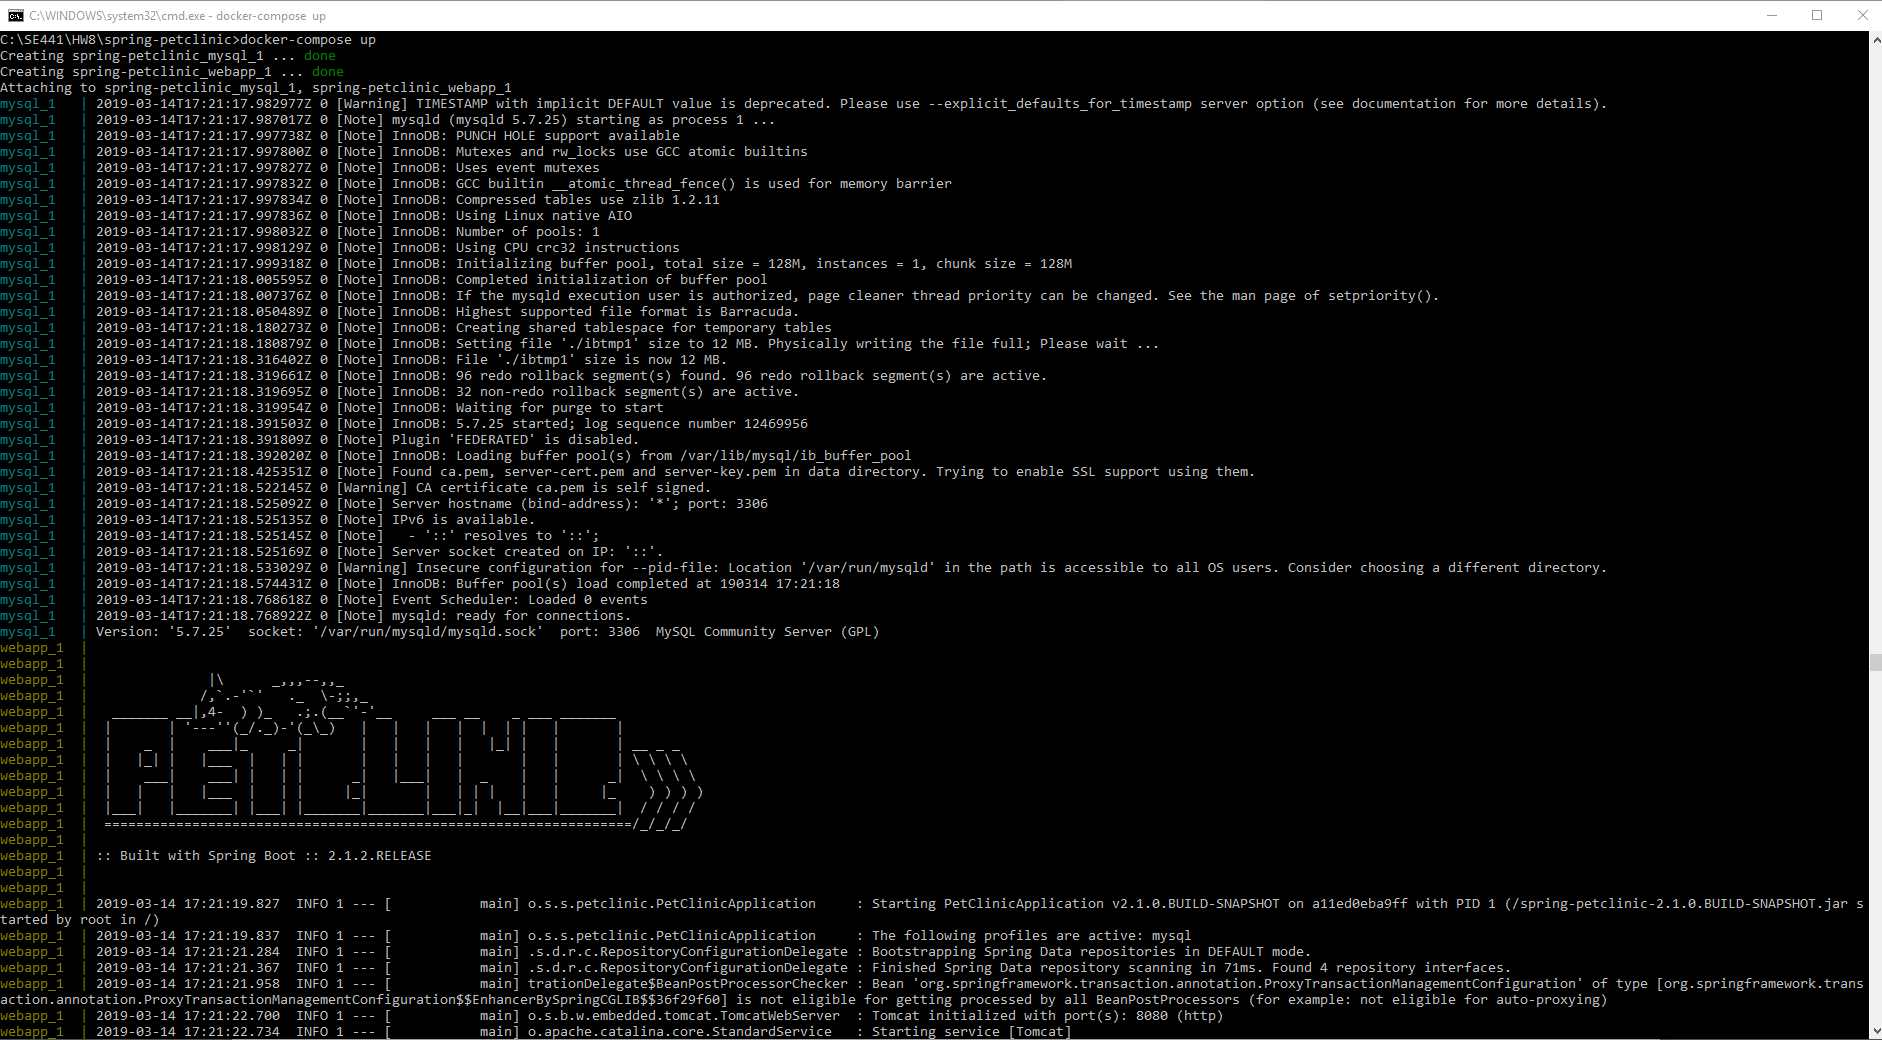 C:\WINDOWS\system32\cmd.exe - docker-compose  up
C:\SE441\HW8\spring-petclinic>docker-compose up
Creating spring-petclinic_mysql_1 ... done
Creating spring-petclinic_webapp_1 ... done
Attaching to spring-petclinic_mysql_1, spring-petclinic_webapp_1
mysql_1   | 2019-03-14T17:21:17.982977Z 0 [Warning] TIMESTAMP with implicit DEFAULT value is deprecated. Please use --explicit_defaults_for_timestamp server option (see documentation for more details).
mysql_1   | 2019-03-14T17:21:17.987017Z 0 [Note] mysqld (mysqld 5.7.25) starting as process 1 ...
mysql_1   | 2019-03-14T17:21:17.997738Z 0 [Note] InnoDB: PUNCH HOLE support available
mysql_1   | 2019-03-14T17:21:17.997800Z 0 [Note] InnoDB: Mutexes and rw_locks use GCC atomic builtins
mysql_1   | 2019-03-14T17:21:17.997827Z 0 [Note] InnoDB: Uses event mutexes
mysql_1   | 2019-03-14T17:21:17.997832Z 0 [Note] InnoDB: GCC builtin __atomic_thread_fence() is used for memory barrier
mysql_1   | 2019-03-14T17:21:17.997834Z 0 [Note] InnoDB: Compressed tables use zlib 1.2.11
mysql_1   | 2019-03-14T17:21:17.997836Z 0 [Note] InnoDB: Using Linux native AIO
mysql_1   | 2019-03-14T17:21:17.998032Z 0 [Note] InnoDB: Number of pools: 1
mysql_1   | 2019-03-14T17:21:17.998129Z 0 [Note] InnoDB: Using CPU crc32 instructions
mysql_1   | 2019-03-14T17:21:17.999318Z 0 [Note] InnoDB: Initializing buffer pool, total size = 128M, instances = 1, chunk size = 128M
mysql_1   | 2019-03-14T17:21:18.005595Z 0 [Note] InnoDB: Completed initialization of buffer pool
mysql_1   | 2019-03-14T17:21:18.007376Z 0 [Note] InnoDB: If the mysqld execution user is authorized, page cleaner thread priority can be changed. See the man page of setpriority().
mysql_1   | 2019-03-14T17:21:18.050489Z 0 [Note] InnoDB: Highest supported file format is Barracuda.
mysql_1   | 2019-03-14T17:21:18.180273Z 0 [Note] InnoDB: Creating shared tablespace for temporary tables
mysql_1   | 2019-03-14T17:21:18.180879Z 0 [Note] InnoDB: Setting file './ibtmp1' size to 12 MB. Physically writing the file full; Please wait ...
mysql_1   | 2019-03-14T17:21:18.316402Z 0 [Note] InnoDB: File './ibtmp1' size is now 12 MB.
mysql_1   | 2019-03-14T17:21:18.319661Z 0 [Note] InnoDB: 96 redo rollback segment(s) found. 96 redo rollback segment(s) are active.
mysql_1   | 2019-03-14T17:21:18.319695Z 0 [Note] InnoDB: 32 non-redo rollback segment(s) are active.
mysql_1   | 2019-03-14T17:21:18.319954Z 0 [Note] InnoDB: Waiting for purge to start
mysql_1   | 2019-03-14T17:21:18.391503Z 0 [Note] InnoDB: 5.7.25 started; log sequence number 12469956
mysql_1   | 2019-03-14T17:21:18.391809Z 0 [Note] Plugin 'FEDERATED' is disabled.
mysql_1   | 2019-03-14T17:21:18.392020Z 0 [Note] InnoDB: Loading buffer pool(s) from /var/lib/mysql/ib_buffer_pool
mysql_1   | 2019-03-14T17:21:18.425351Z 0 [Note] Found ca.pem, server-cert.pem and server-key.pem in data directory. Trying to enable SSL support using them.
mysql_1   | 2019-03-14T17:21:18.522145Z 0 [Warning] CA certificate ca.pem is self signed.
mysql_1   | 2019-03-14T17:21:18.525092Z 0 [Note] Server hostname (bind-address): '*'; port: 3306
mysql_1   | 2019-03-14T17:21:18.525135Z 0 [Note] IPv6 is available.
mysql_1   | 2019-03-14T17:21:18.525145Z 0 [Note]   - '::' resolves to '::';
mysql_1   | 2019-03-14T17:21:18.525169Z 0 [Note] Server socket created on IP: '::'.
mysql_1   | 2019-03-14T17:21:18.533029Z 0 [Warning] Insecure configuration for --pid-file: Location '/var/run/mysqld' in the path is accessible to all OS users. Consider choosing a different directory.
mysql_1   | 2019-03-14T17:21:18.574431Z 0 [Note] InnoDB: Buffer pool(s) load completed at 190314 17:21:18
mysql_1   | 2019-03-14T17:21:18.768618Z 0 [Note] Event Scheduler: Loaded 0 events
mysql_1   | 2019-03-14T17:21:18.768922Z 0 [Note] mysqld: ready for connections.
mysql_1   | Version: '5.7.25'  socket: '/var/run/mysqld/mysqld.sock'  port: 3306  MySQL Community Server (GPL)
webapp_1  |
webapp_1  |
webapp_1  |
webapp_1  |
webapp_1  |
webapp_1  |
webapp_1  |
webapp_1  | PETCLINIC
webapp_1  |
webapp_1  |
webapp_1  |
webapp_1  |
webapp_1  |
webapp_1  | :: Built with Spring Boot :: 2.1.2.RELEASE
webapp_1  |
webapp_1  |
webapp_1  | 2019-03-14 17:21:19.827  INFO 1 --- [           main] o.s.s.petclinic.PetClinicApplication     : Starting PetClinicApplication v2.1.0.BUILD-SNAPSHOT on a11ed0eba9ff with PID 1 (/spring-petclinic-2.1.0.BUILD-SNAPSHOT.jar s
tarted by root in /)
webapp_1  | 2019-03-14 17:21:19.837  INFO 1 --- [           main] o.s.s.petclinic.PetClinicApplication     : The following profiles are active: mysql
webapp_1  | 2019-03-14 17:21:21.284  INFO 1 --- [           main] .s.d.r.c.RepositoryConfigurationDelegate : Bootstrapping Spring Data repositories in DEFAULT mode.
webapp_1  | 2019-03-14 17:21:21.367  INFO 1 --- [           main] .s.d.r.c.RepositoryConfigurationDelegate : Finished Spring Data repository scanning in 71ms. Found 4 repository interfaces.
webapp_1  | 2019-03-14 17:21:21.958  INFO 1 --- [           main] trationDelegate$BeanPostProcessorChecker : Bean 'org.springframework.transaction.annotation.ProxyTransactionManagementConfiguration' of type [org.springframework.trans
action.annotation.ProxyTransactionManagementConfiguration$$EnhancerBySpringCGLIB$$36f29f60] is not eligible for getting processed by all BeanPostProcessors (for example: not eligible for auto-proxying)
webapp_1  | 2019-03-14 17:21:22.700  INFO 1 --- [           main] o.s.b.w.embedded.tomcat.TomcatWebServer  : Tomcat initialized with port(s): 8080 (http)
webapp_1  | 2019-03-14 17:21:22.734  INFO 1 --- [           main] o.apache.catalina.core.StandardService   : Starting service [Tomcat]